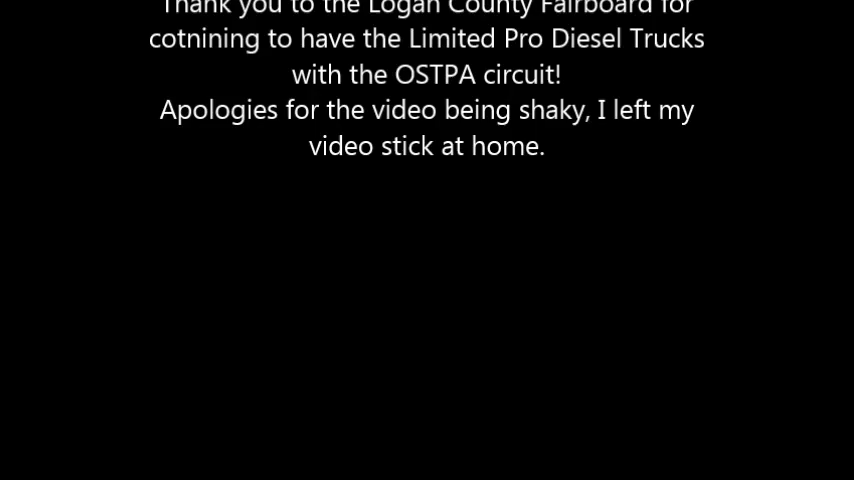 Thank you to the Logan County Fairboard for
cotnining to have the Limited Pro Diesel Trucks
with the OSTPA circuit!
Apologies for the video being shaky, I left my
video stick at home.